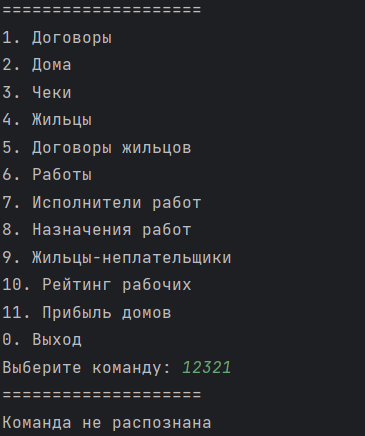 ====================
1. Договоры
2. Дома
3. Чеки
4. Жильцы
5. Договоры жильцов
6. Работы
7. Исполнители работ
8. Назначения работ
9. Жильцы-неплательщики
10. Рейтинг рабочих
11. Прибыль домов
0. Выход
Выберите команду: 12321
====================
Команда не распознана